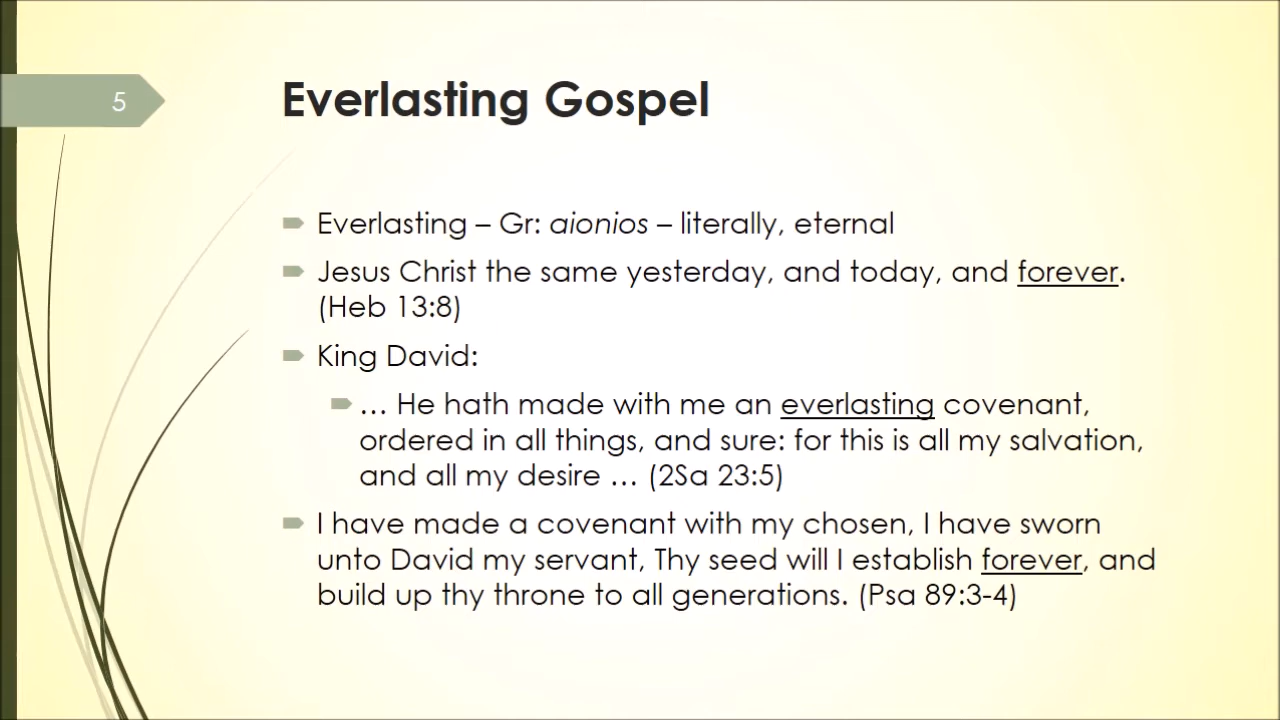 5
Everlasting Gospel
Everlasting – Gr: aionios – literally, eternal
Jesus Christ the same yesterday, and today, and forever.
(Heb 13:8)
King David:
… He hath made with me an everlasting covenant,
ordered in all things, and sure: for this is all my salvation,
and all my desire … (2Sa 23:5)
I have made a covenant with my chosen, I have sworn
unto David my servant, Thy seed will I establish forever, and
build up thy throne to all generations. (Psa 89:3-4)